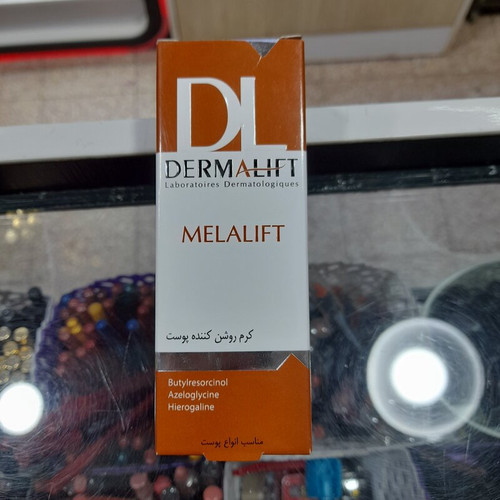 DL
DERMALIFT
Laboratoires Dermatologiques
MELALIFT
کرم روشن کننده پوست
Butylresorcinol
Azeloglycine
Hierogaline
مناسب انواع پوست